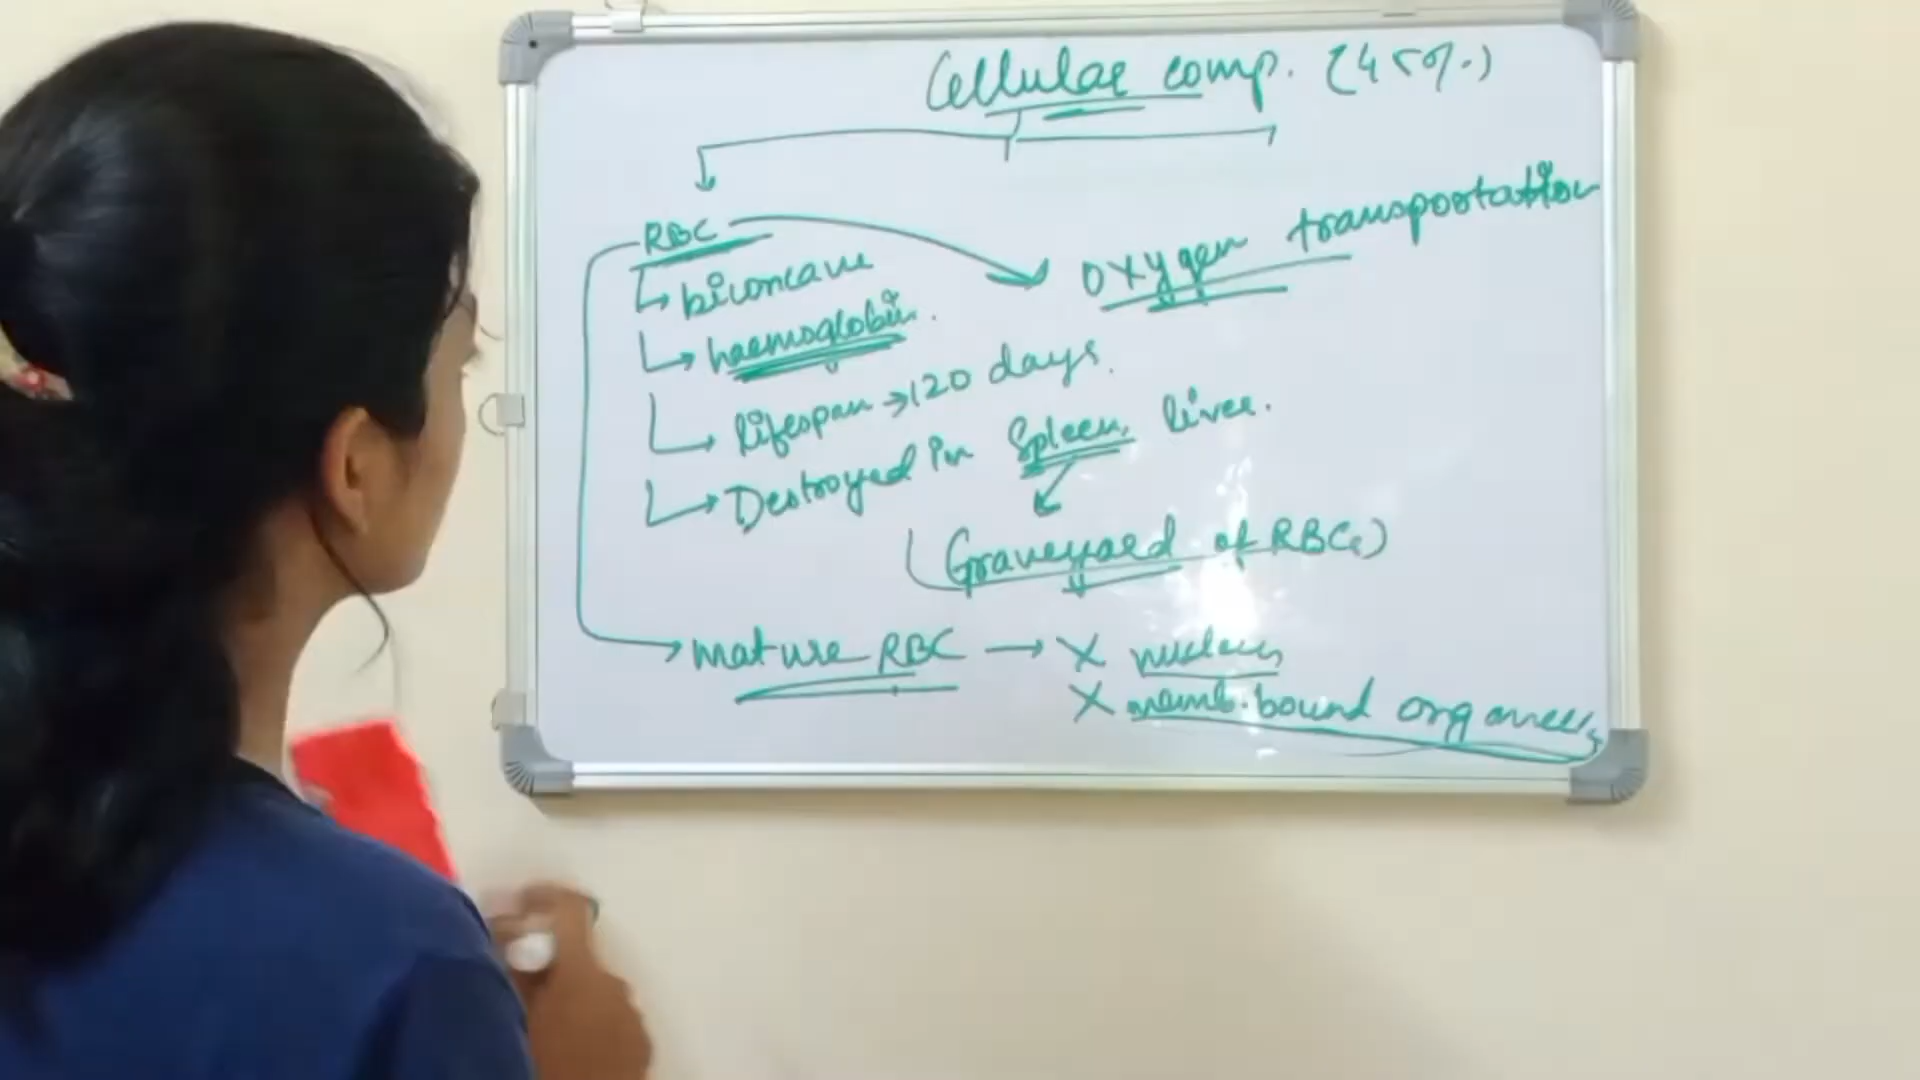 Cellular comp. (45%.)
RBC
Oxygen transportation
biconcave
haemoglobin.
lifespan → 120 days.
Destroyed in Spleen, liver.
(Graveyard of RBCs)
mature RBC → X nucleus
X memb. bound organells